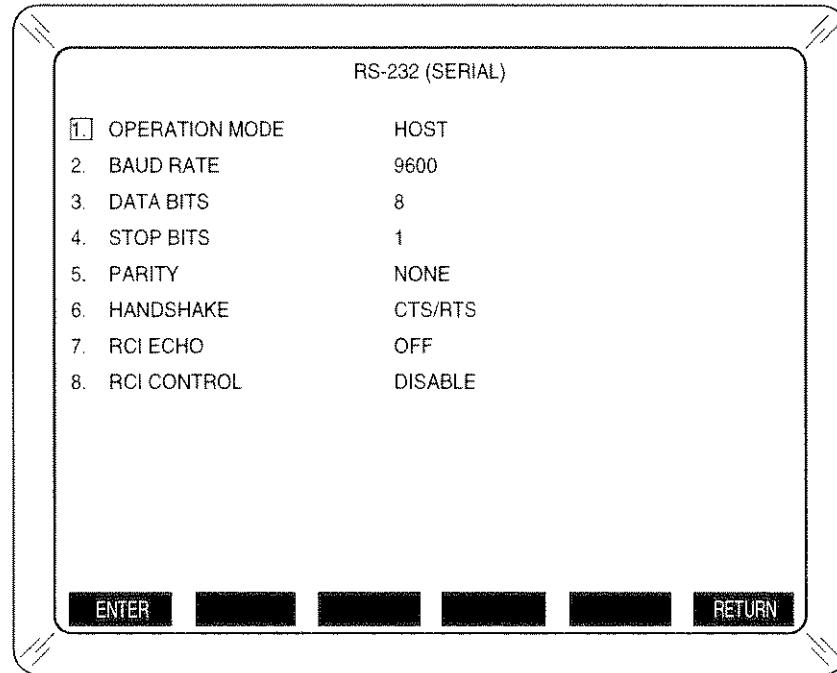 RS-232 (SERIAL)
1. OPERATION MODE HOST
2. BAUD RATE 9600
3. DATA BITS 8
4. STOP BITS 1
5. PARITY NONE
6. HANDSHAKE CTS/RTS
7. RCI ECHO OFF
8. RCI CONTROL DISABLE
ENTER RETURN